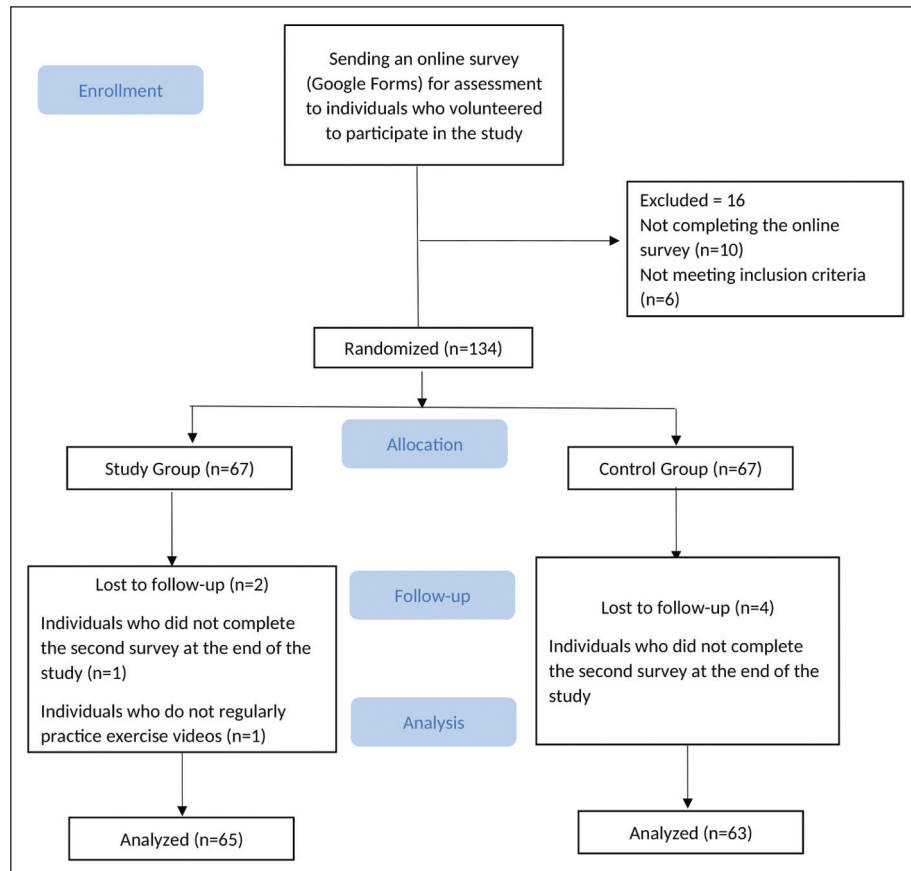 Sending an online survey
(Google Forms) for assessment
to individuals who volunteered
to participate in the study
Enrollment
Excluded = 16
Not completing the online
survey (n=10)
Not meeting inclusion criteria
(n=6)
Randomized (n=134)
Allocation
Study Group (n=67)
Control Group (n=67)
Lost to follow-up (n=2)
Individuals who did not complete
the second survey at the end of the
study (n=1)
Individuals who do not regularly
practice exercise videos (n=1)
Follow-up
Lost to follow-up (n=4)
Individuals who did not complete
the second survey at the end of the
study
Analysis
Analyzed (n=65)
Analyzed (n=63)